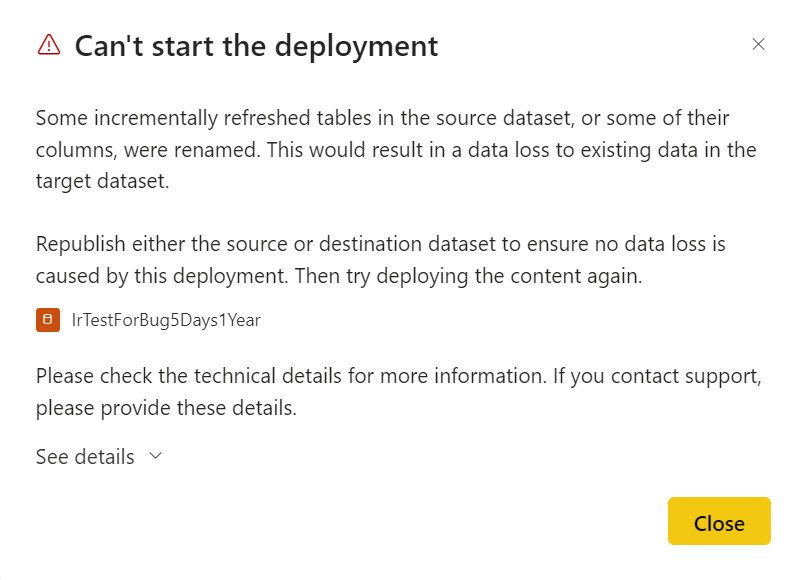 Can't start the deployment
Some incrementally refreshed tables in the source dataset, or some of their
columns, were renamed. This would result in a data loss to existing data in the
target dataset.
Republish either the source or destination dataset to ensure no data loss is
caused by this deployment. Then try deploying the content again.
IrTestForBug5Days1Year
Please check the technical details for more information. If you contact support,
please provide these details.
See details
Close